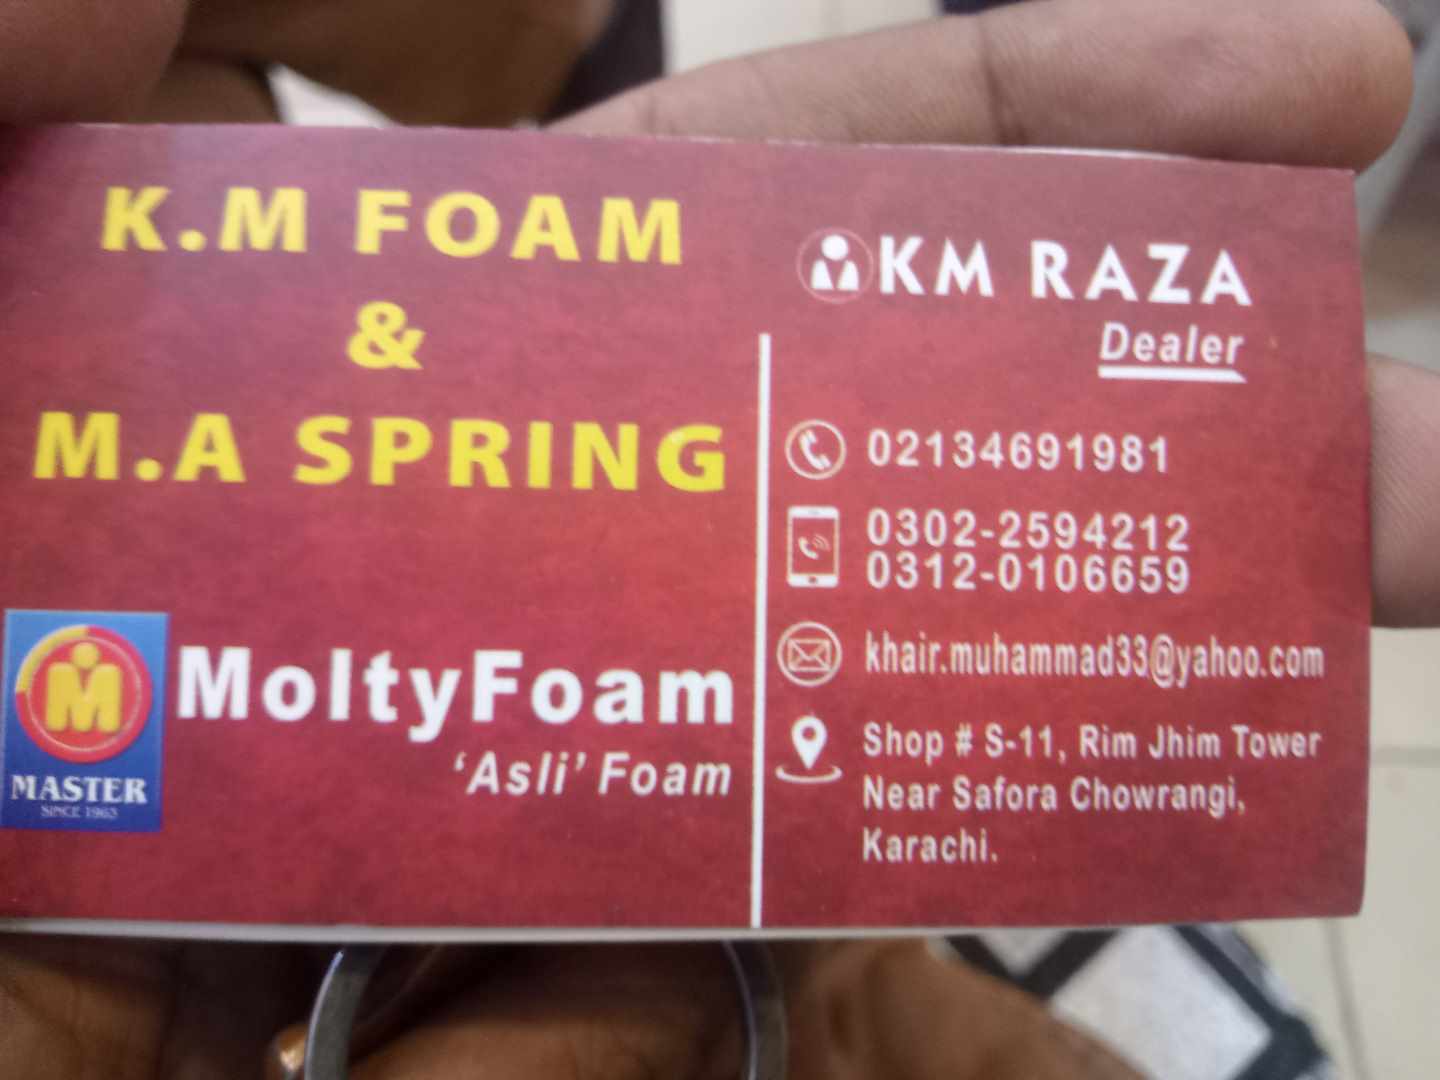 K.M FOAM
&
M.A SPRING
MoltyFoam
'Asli' Foam
M
MASTER
SINCE 1963
KM RAZA
Dealer
02134691981
0302-2594212
0312-0106659
khair.muhammad33@yahoo.com
Shop # S-11, Rim Jhim Tower
Near Safora Chowrangi,
Karachi.